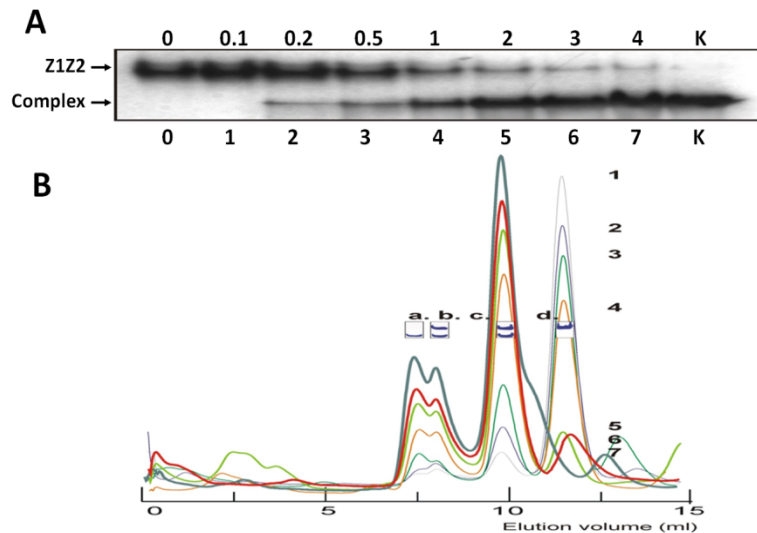 A
0 0.1 0.2 0.5 1 2 3 4 K
Z1Z2
Complex
0 1 2 3 4 5 6 7 K
B
1
2
3
4
a. b. c. d.
5
6
7
0 5 10 15
Elution volume (ml)